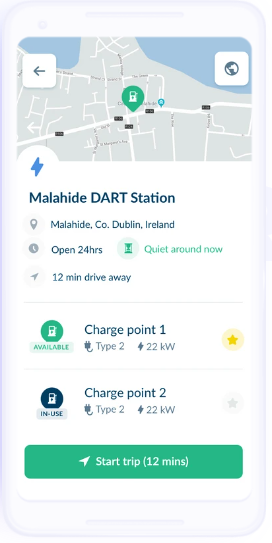 Malahide DART Station
Malahide, Co. Dublin, Ireland
Open 24hrs
Quiet around now
12 min drive away
Charge point 1
AVAILABLE
Type 2
22 kW
Charge point 2
IN-USE
Type 2
22 kW
Start trip (12 mins)